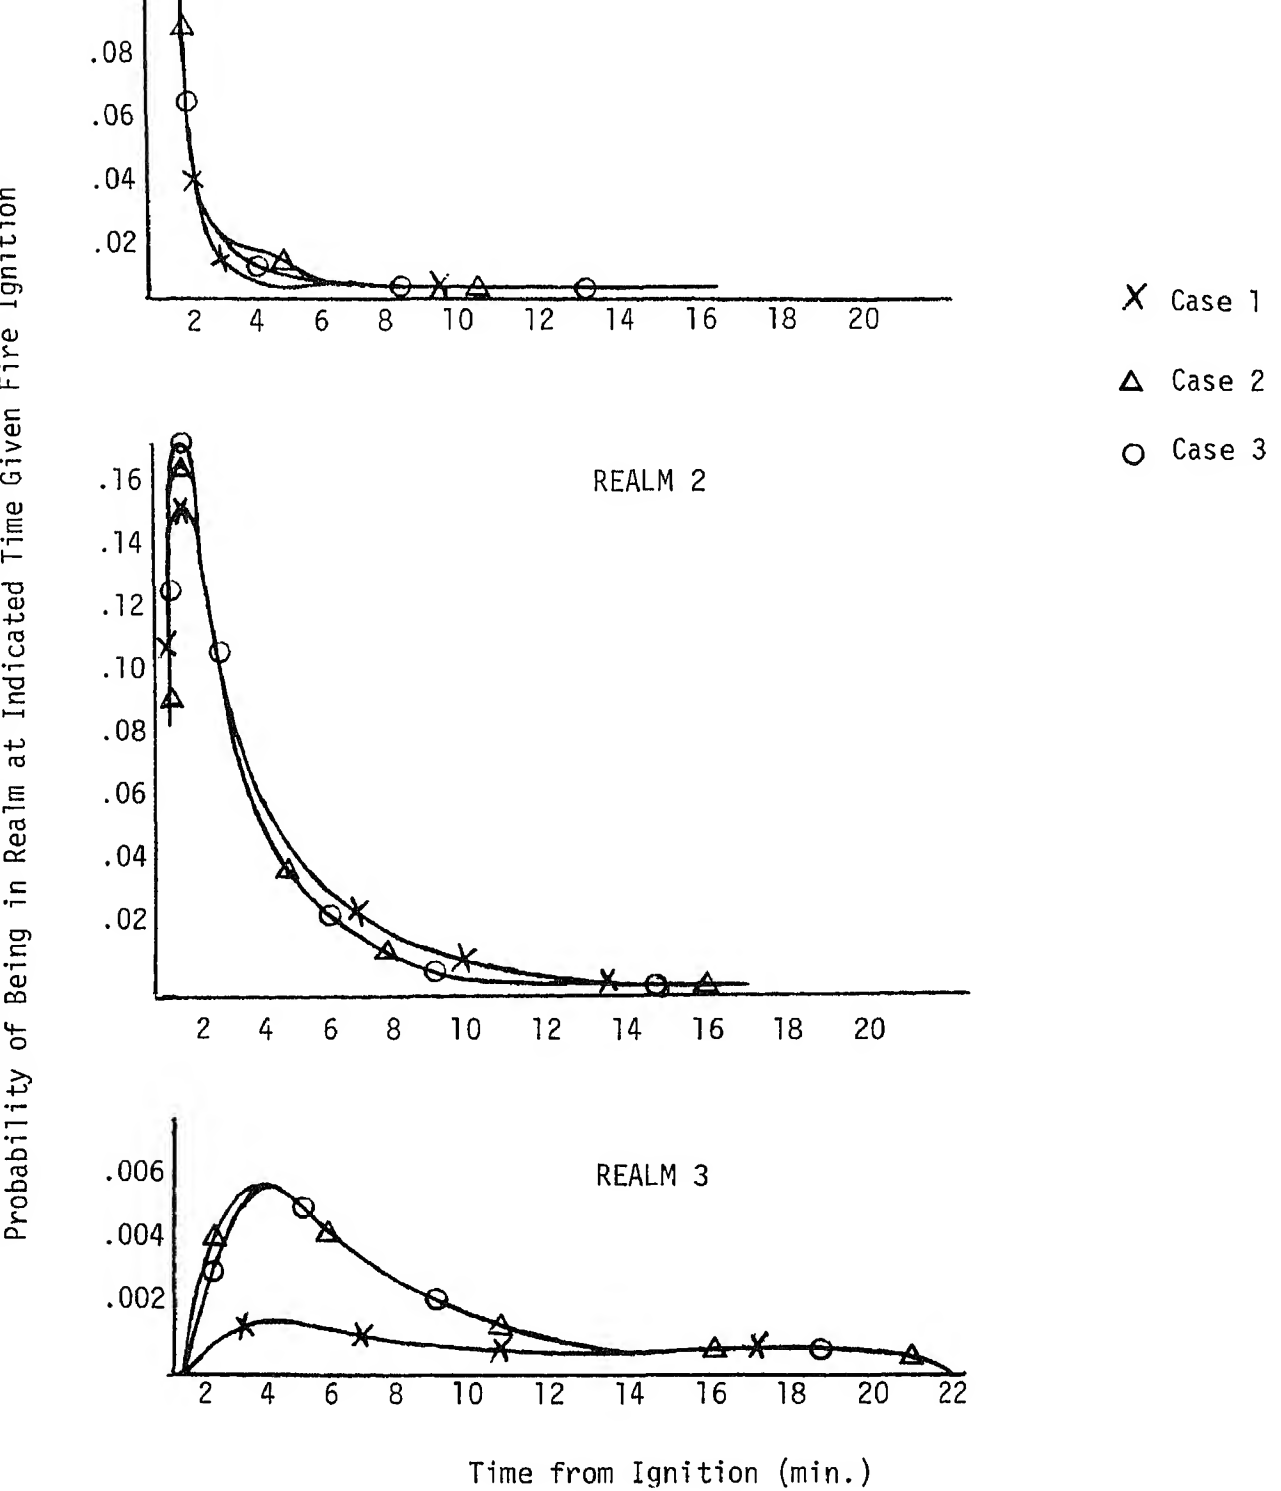 Probability of Being in Realm at Indicated Time Given Fire Ignition
.08
.06
.04
.02
2 4 6 8 10 12 14 16 18 20
X Case 1
△ Case 2
○ Case 3
REALM 2
.16
.14
.12
.10
.08
.06
.04
.02
2 4 6 8 10 12 14 16 18 20
REALM 3
.006
.004
.002
2 4 6 8 10 12 14 16 18 20 22
Time from Ignition (min.)